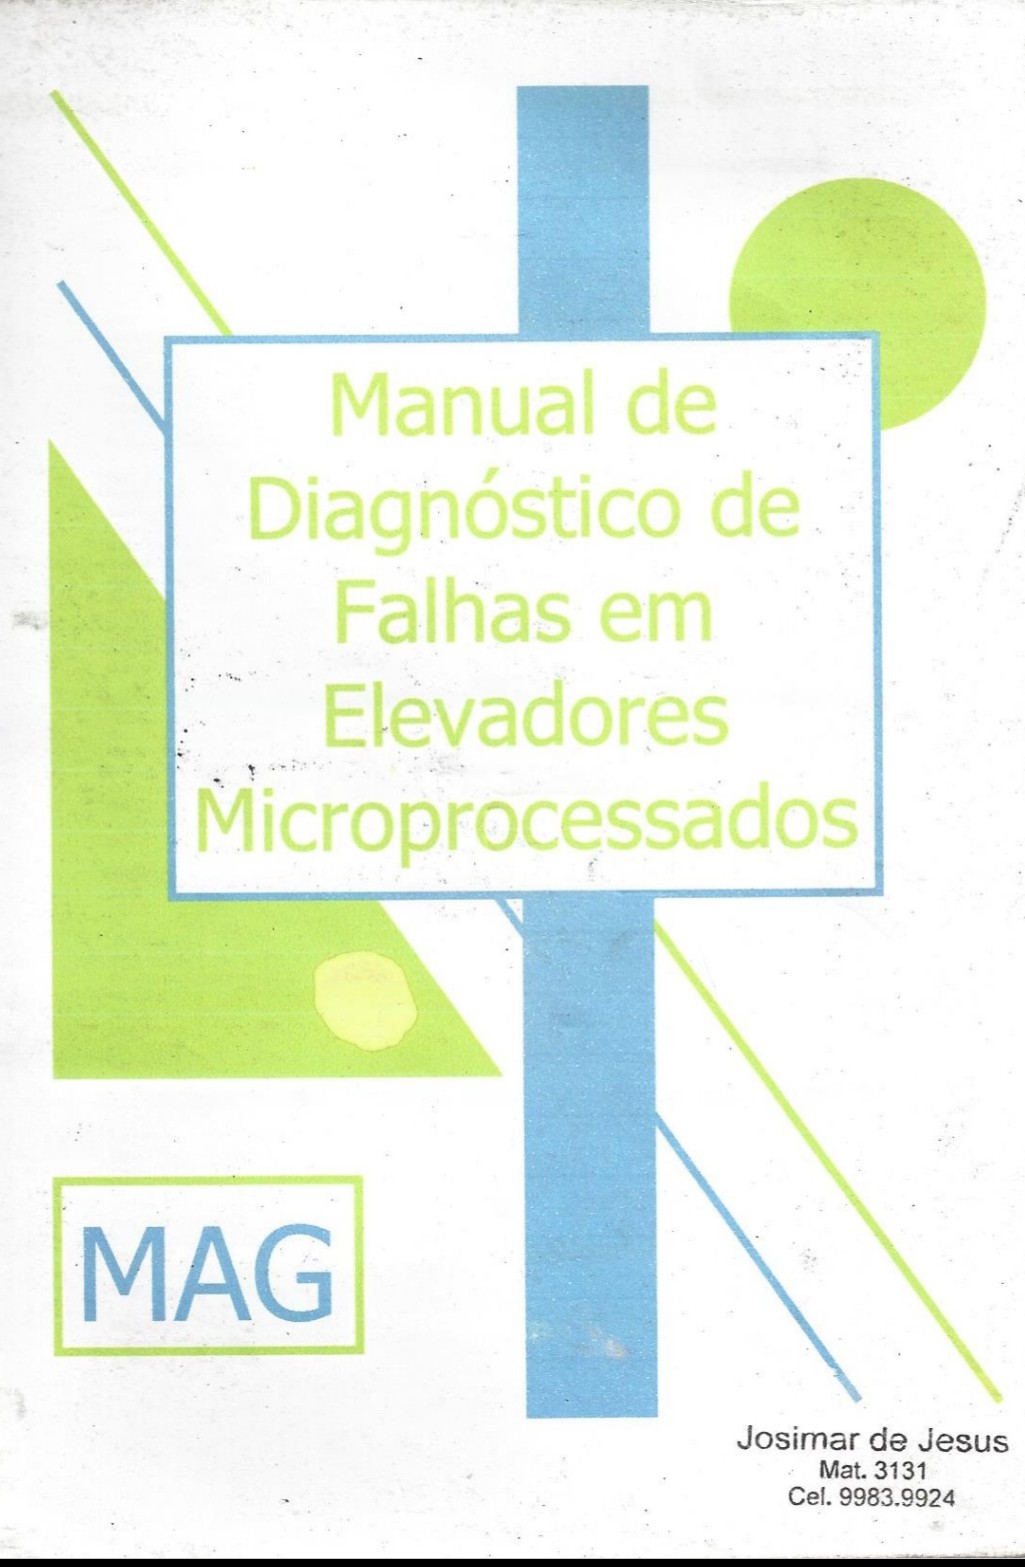 Manual de
Diagnóstico de
Falhas em
Elevadores
Microprocessados
MAG
Josimar de Jesus
Mat. 3131
Cel. 9983.9924